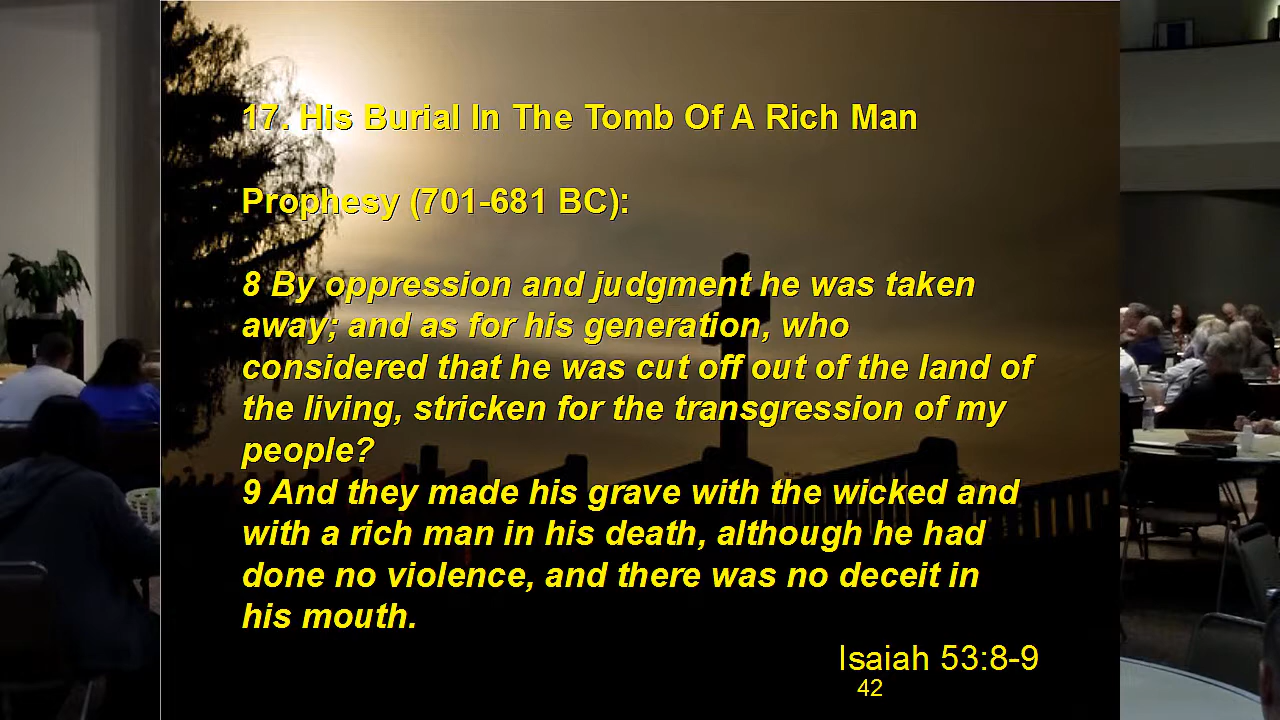 17. His Burial In The Tomb Of A Rich Man
Prophesy (701-681 BC):
8 By oppression and judgment he was taken
away; and as for his generation, who
considered that he was cut off out of the land of
the living, stricken for the transgression of my
people?
9 And they made his grave with the wicked and
with a rich man in his death, although he had
done no violence, and there was no deceit in
his mouth.
Isaiah 53:8-9
42